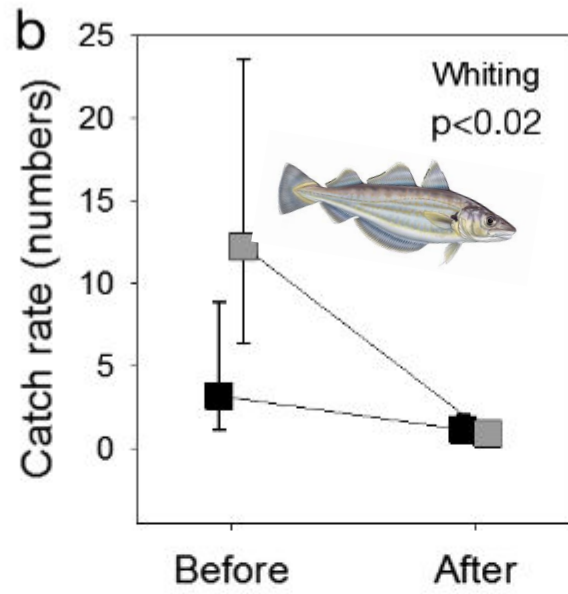 b
Whiting
p<0.02
Catch rate (numbers)
25
20
15
10
5
0
Before
After